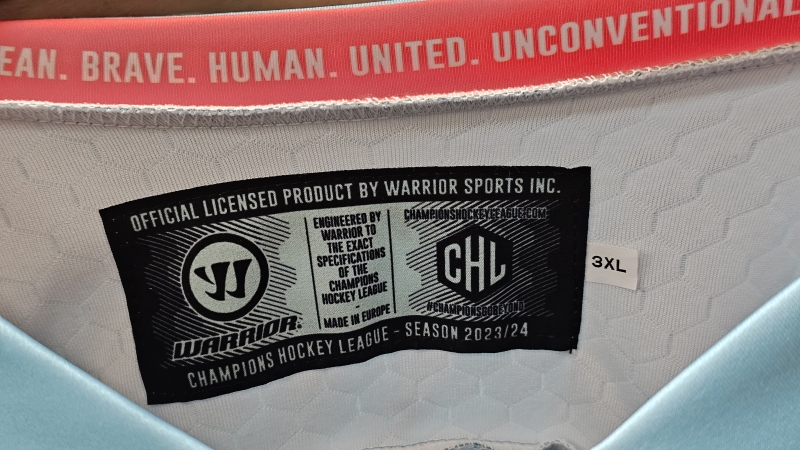 EAN. BRAVE. HUMAN. UNITED. UNCONVENTIONAL
OFFICIAL LICENSED PRODUCT BY WARRIOR SPORTS INC.
W
WARRIOR
ENGINEERED BY
WARRIOR TO
THE EXACT
SPECIFICATIONS
OF THE
CHAMPIONS
HOCKEY LEAGUE
-
MADE IN EUROPE
CHAMPIONSHOCKEYLEAGUE.COM
CHL
#CHAMPIONSGOBEYOND
CHAMPIONS HOCKEY LEAGUE - SEASON 2023/24
3XL